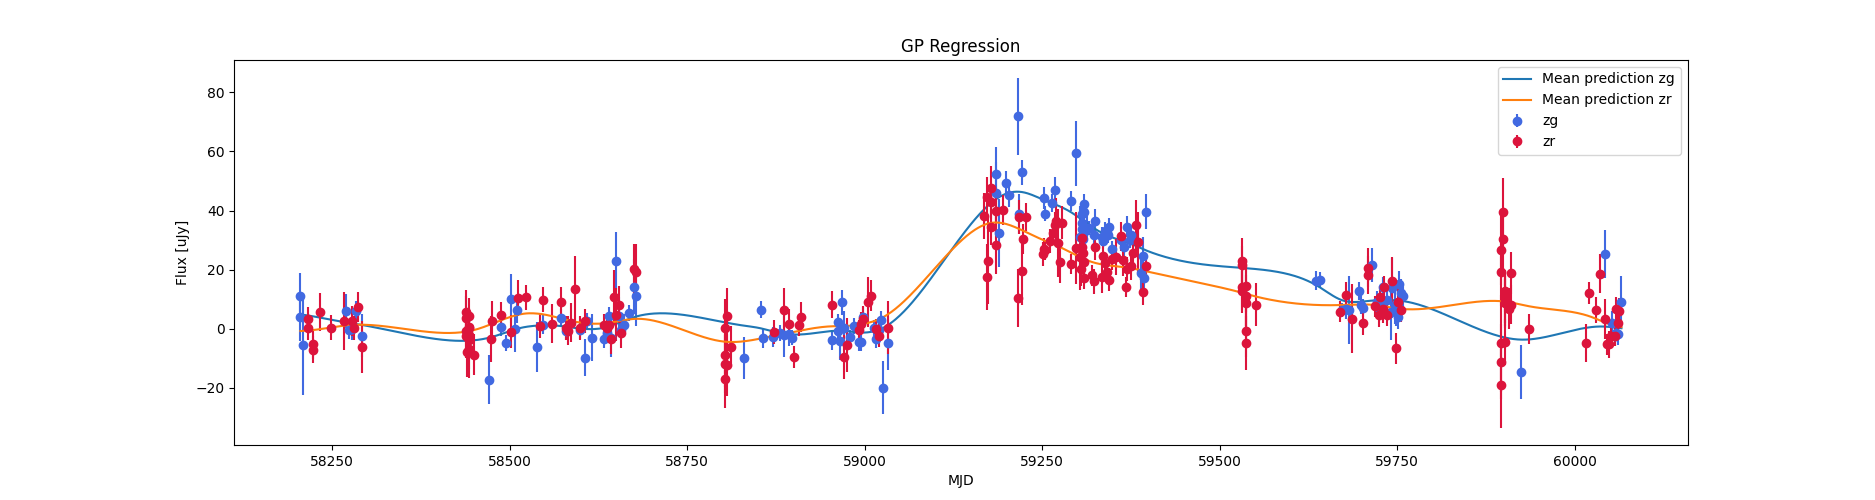 GP Regression
Flux [uJy]
80
60
40
20
0
−20
58250 58500 58750 59000 59250 59500 59750 60000
MJD
Mean prediction zg
Mean prediction zr
zg
zr